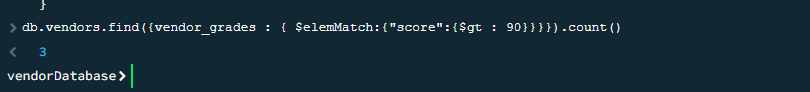 }
> db.vendors.find({vendor_grades : { $elemMatch:{"score":{$gt : 90}}}}).count()
< 3
vendorDatabase>